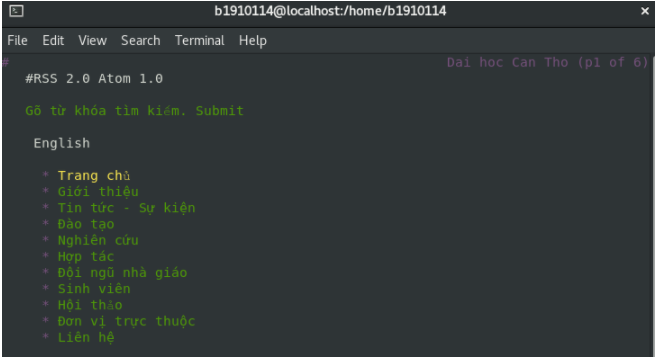 b1910114@localhost:/home/b1910114 ×
File Edit View Search Terminal Help
# Dai hoc Can Tho (p1 of 6)
#RSS 2.0 Atom 1.0
Gõ từ khóa tìm kiếm. Submit
English
* Trang chủ
* Giới thiệu
* Tin tức - Sự kiện
* Đào tạo
* Nghiên cứu
* Hợp tác
* Đội ngũ nhà giáo
* Sinh viên
* Hội thảo
* Đơn vị trực thuộc
* Liên hệ